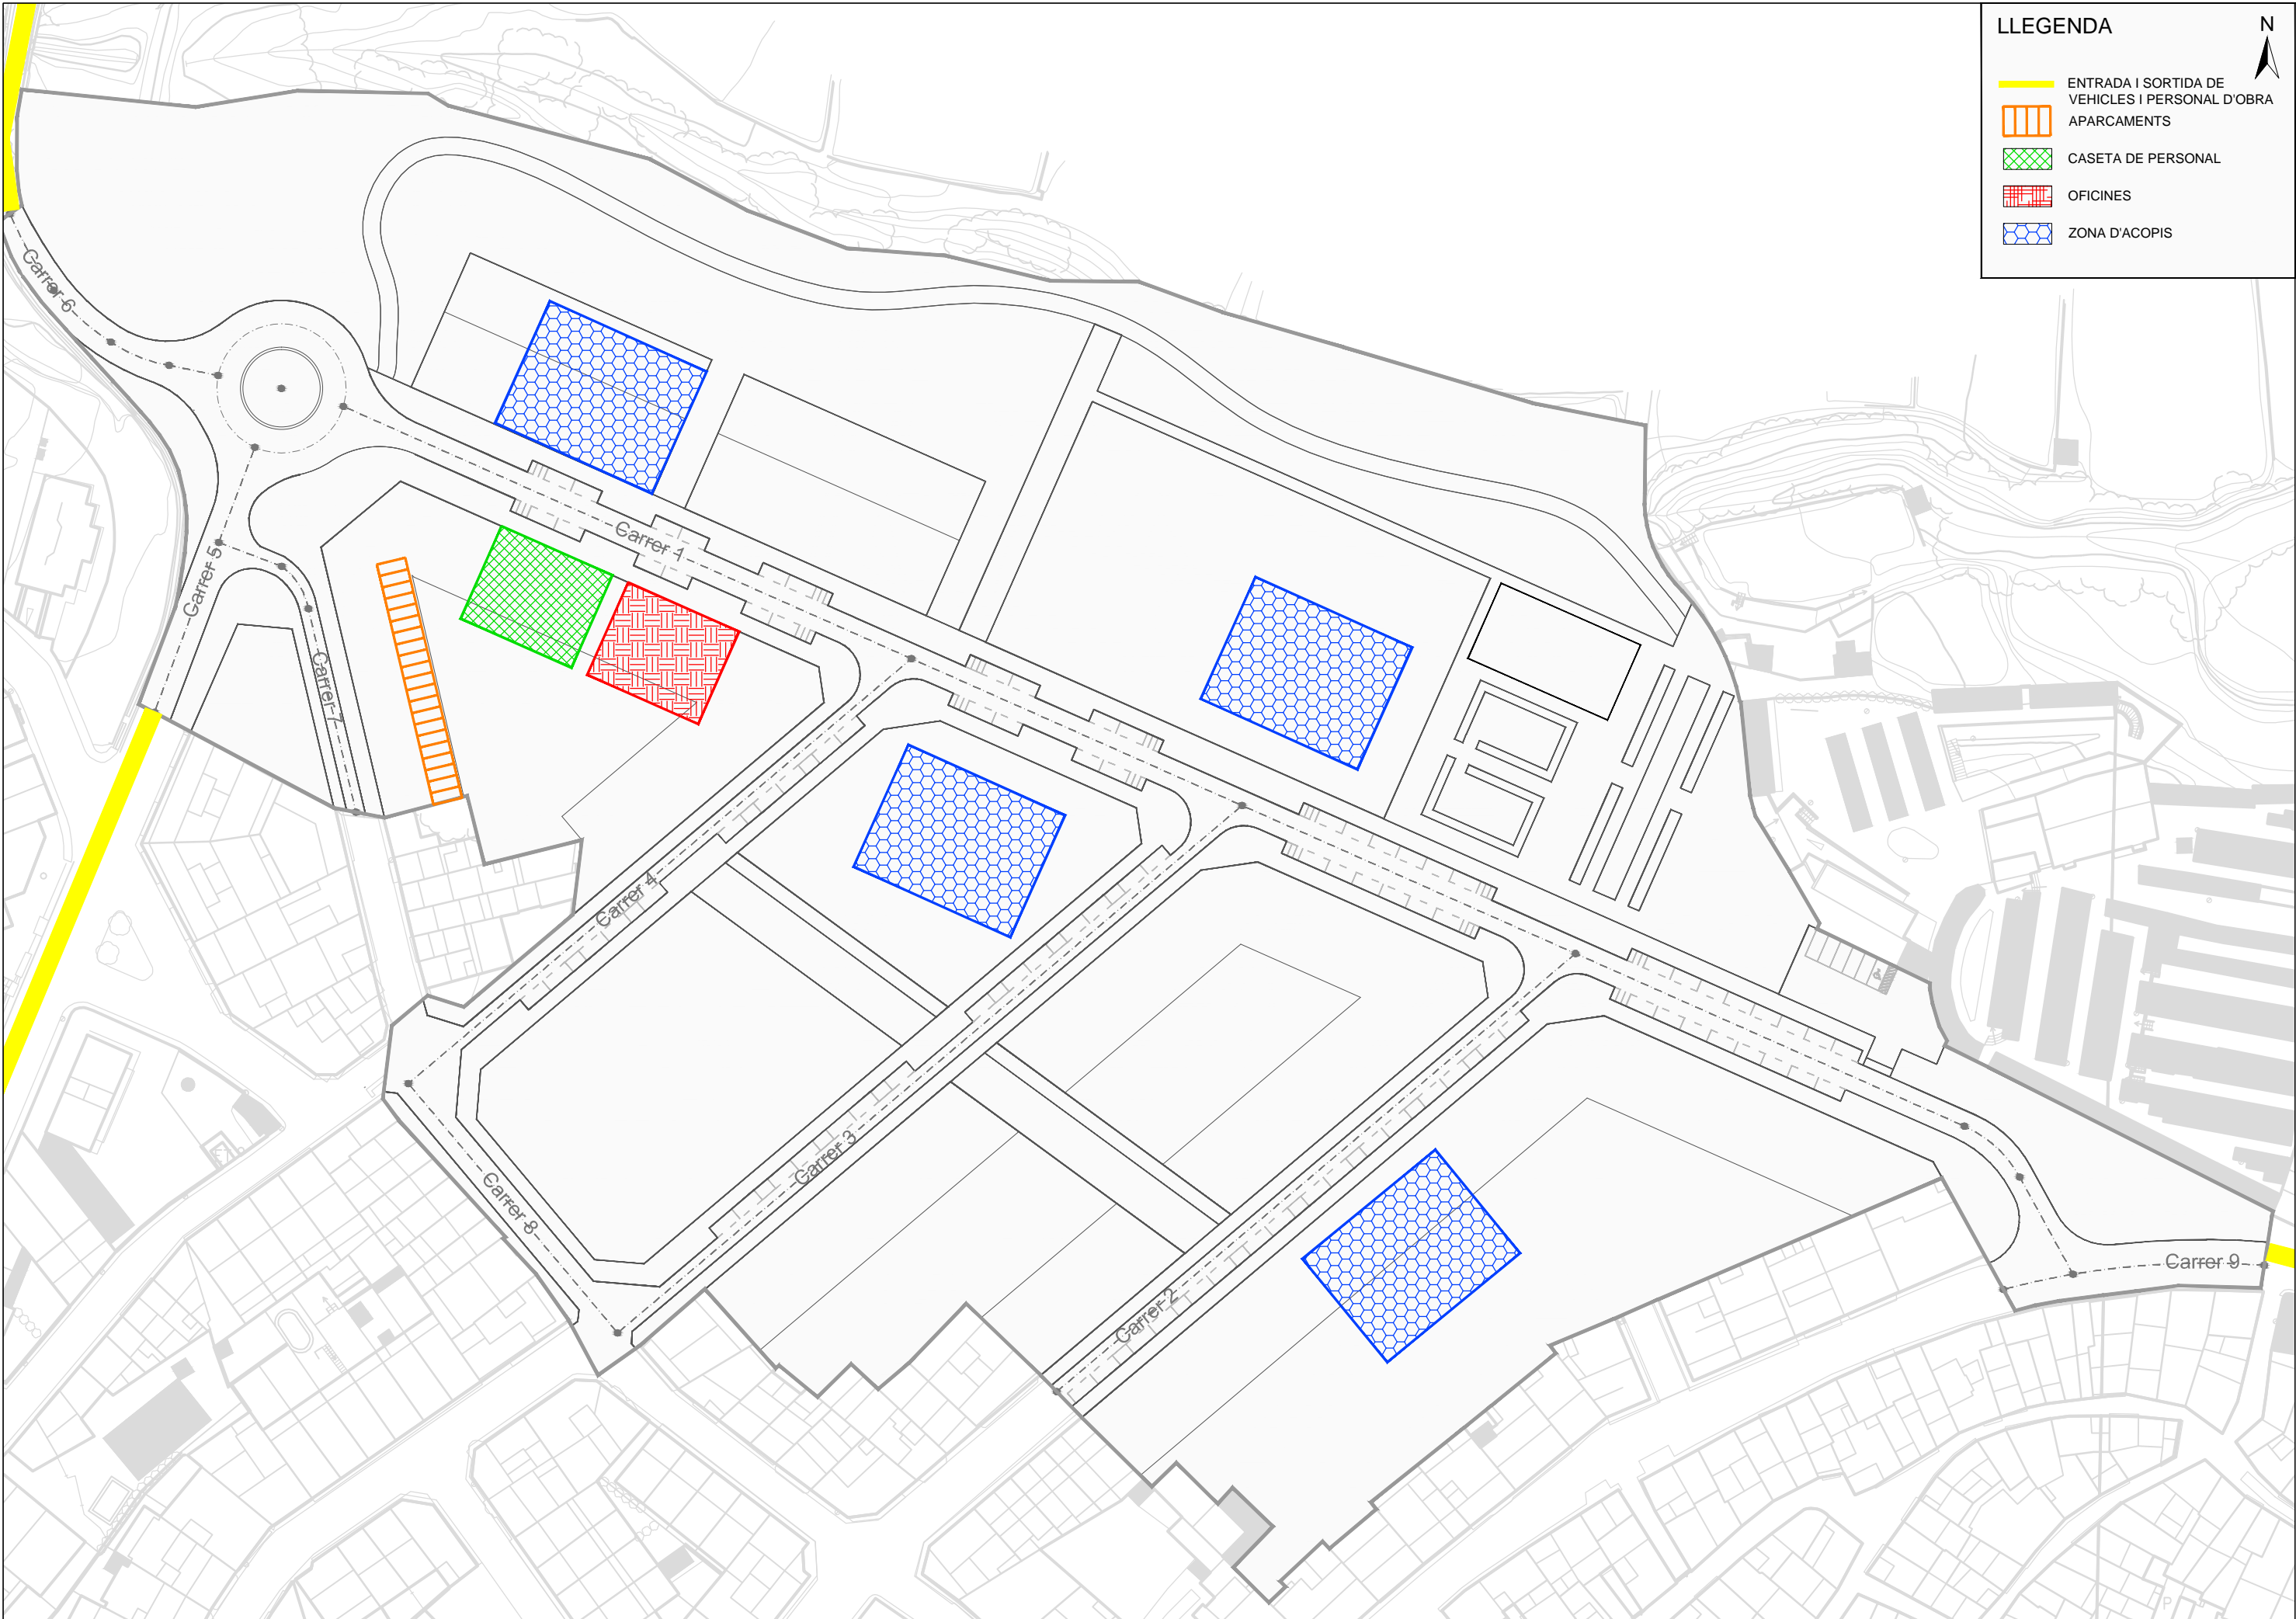 LLEGENDA
N
ENTRADA I SORTIDA DE
VEHICLES I PERSONAL D'OBRA
APARCAMENTS
CASETA DE PERSONAL
OFICINES
ZONA D'ACOPIS
Carrer 6
Carrer 1
Carrer 5
Carrer 7
Carrer 4
Carrer 3
Carrer 8
Carrer 2
Carrer 9